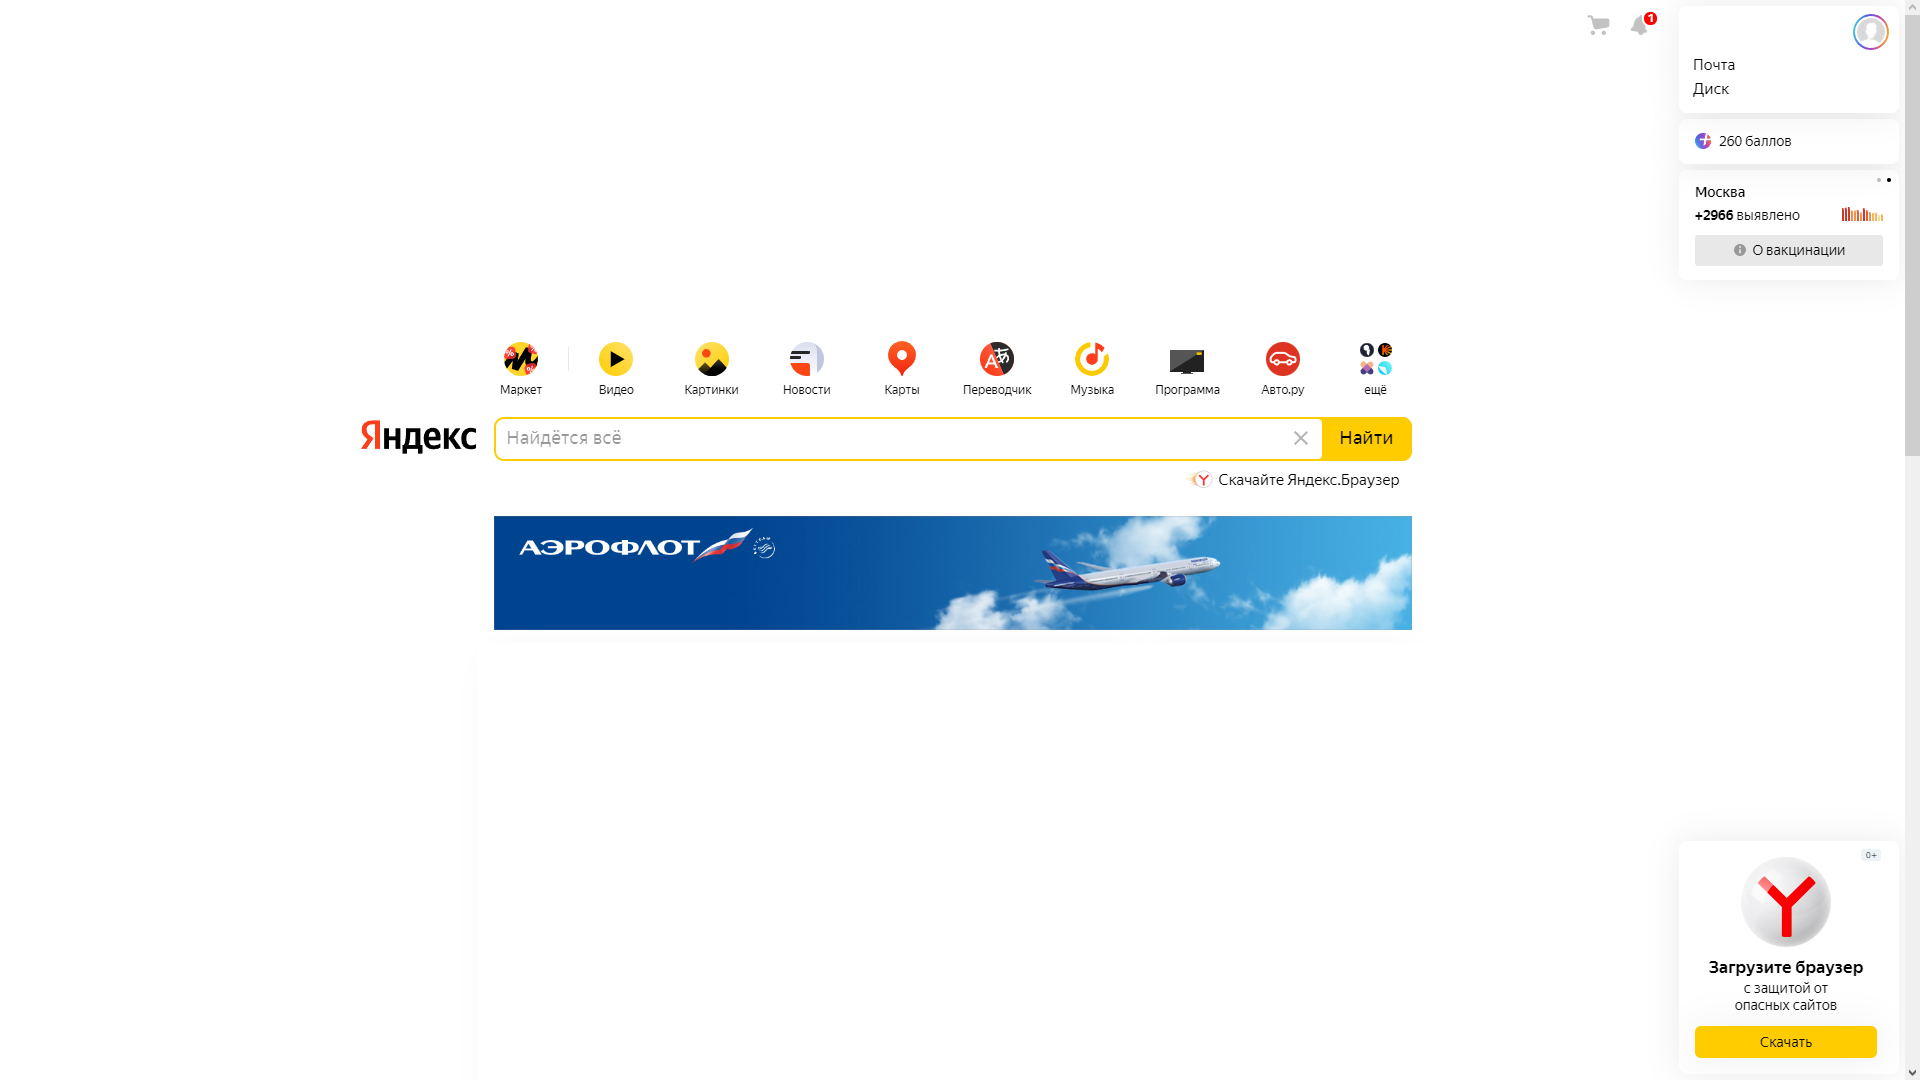 1
Почта
Диск
260 баллов
Москва
+2966 выявлено
О вакцинации
Маркет
Видео
Картинки
Новости
Карты
Переводчик
Музыка
Программа
Авто.ру
ещё
Яндекс
Найдётся всё
Найти
Скачайте Яндекс.Браузер
АЭРОФЛОТ
0+
Загрузите браузер
с защитой от
опасных сайтов
Скачать